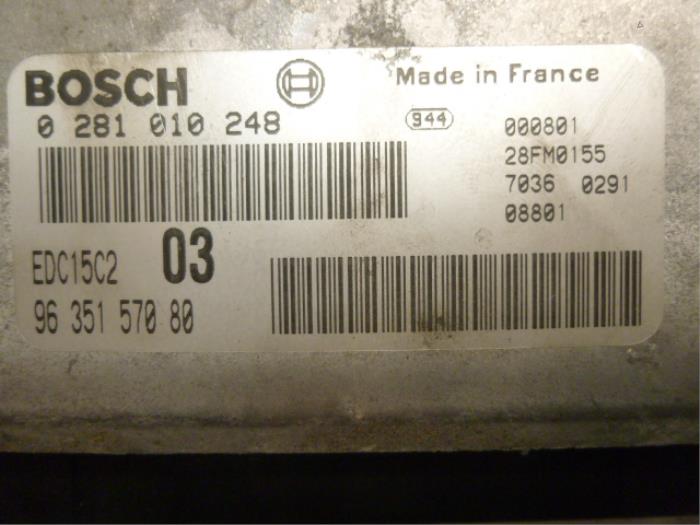 BOSCH Made in France
0 281 010 248 944 000801
28FM0155
7036 0291
08801
EDC15C2 03
96 351 570 80